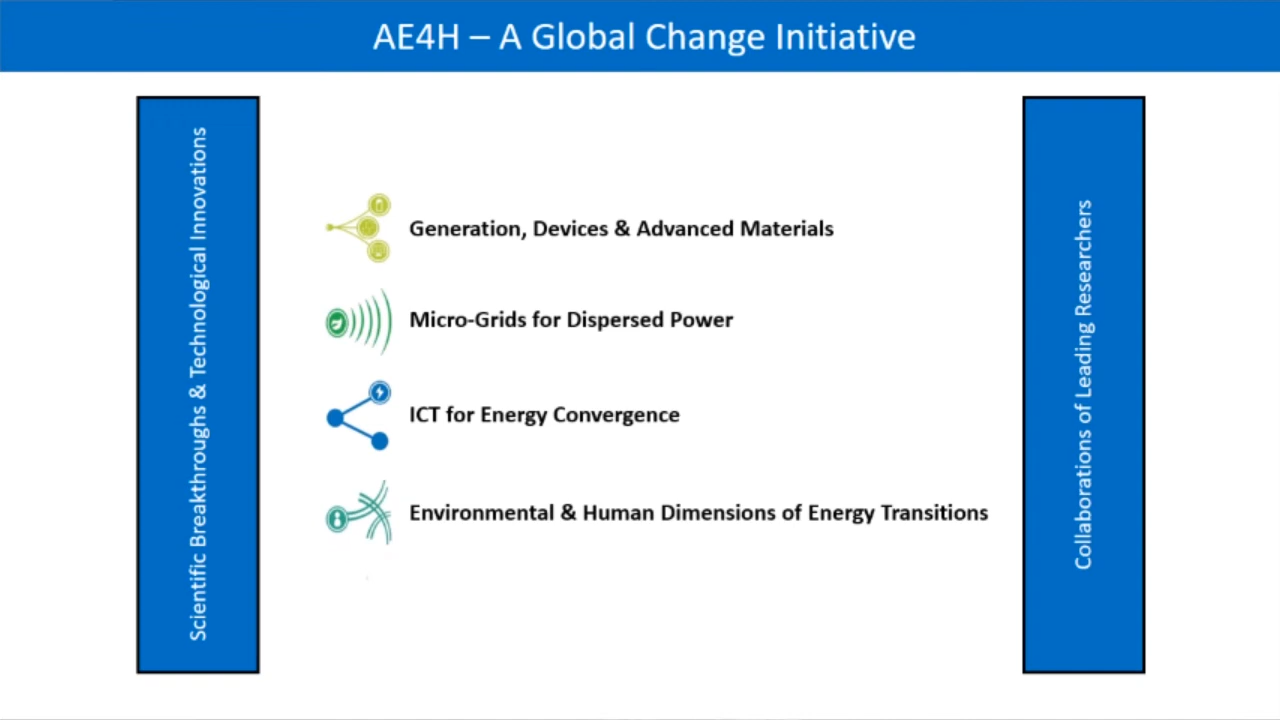 AE4H – A Global Change Initiative
Scientific Breakthroughs & Technological Innovations
Generation, Devices & Advanced Materials
Micro-Grids for Dispersed Power
ICT for Energy Convergence
Environmental & Human Dimensions of Energy Transitions
Collaborations of Leading Researchers